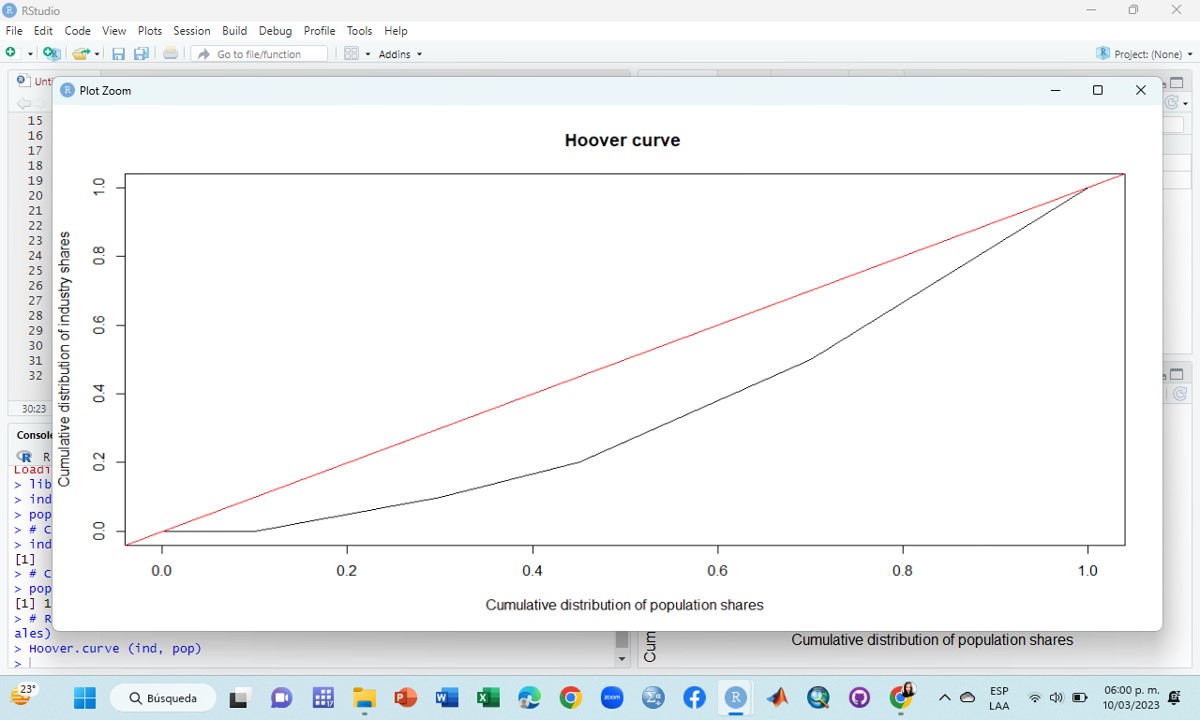 RStudio
File Edit Code View Plots Session Build Debug Profile Tools Help
Go to file/function
Addins
Project: (None)
Plot Zoom
15
16
17
18
19
20
21
22
23
24
25
26
27
28
29
30
31
32
30:23
Hoover curve
Cumulative distribution of industry shares
0.0 0.2 0.4 0.6 0.8 1.0
0.0 0.2 0.4 0.6 0.8 1.0
Cumulative distribution of population shares
Console
R
> lib
> ind
> pop
> # C
> ind
[1]
> # C
> pop
[1] 1
> # R
ales)
> Hoover.curve (ind, pop)
>
Cum
Cumulative distribution of population shares
23°
Búsqueda
ESP
LAA
06:00 p. m.
10/03/2023